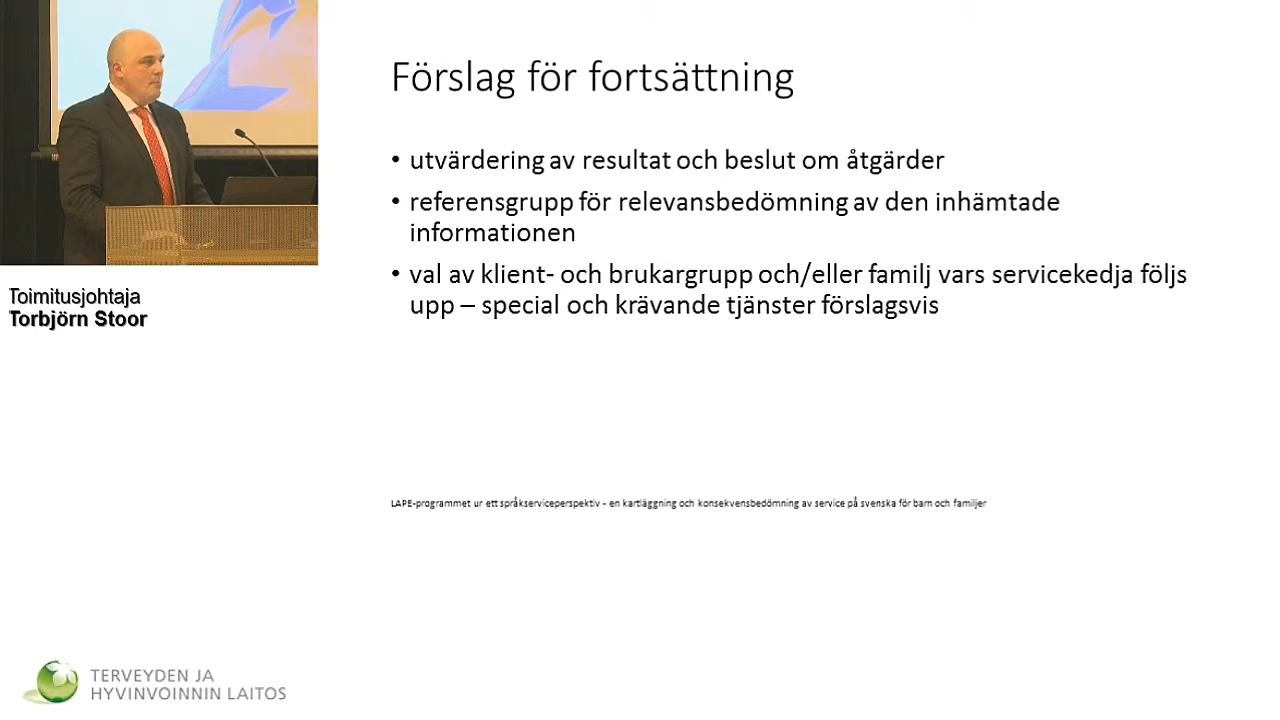 Förslag för fortsättning
• utvärdering av resultat och beslut om åtgärder
• referensgrupp för relevansbedömning av den inhämtade
informationen
• val av klient- och brukargrupp och/eller familj vars servicekedja följs
upp – special och krävande tjänster förslagsvis
Toimitusjohtaja
Torbjörn Stoor
LAPE-programmet ur ett språkserviceperspektiv - en kartläggning och konsekvensbedömning av service på svenska för barn och familjer
TERVEYDEN JA
HYVINVOINNIN LAITOS